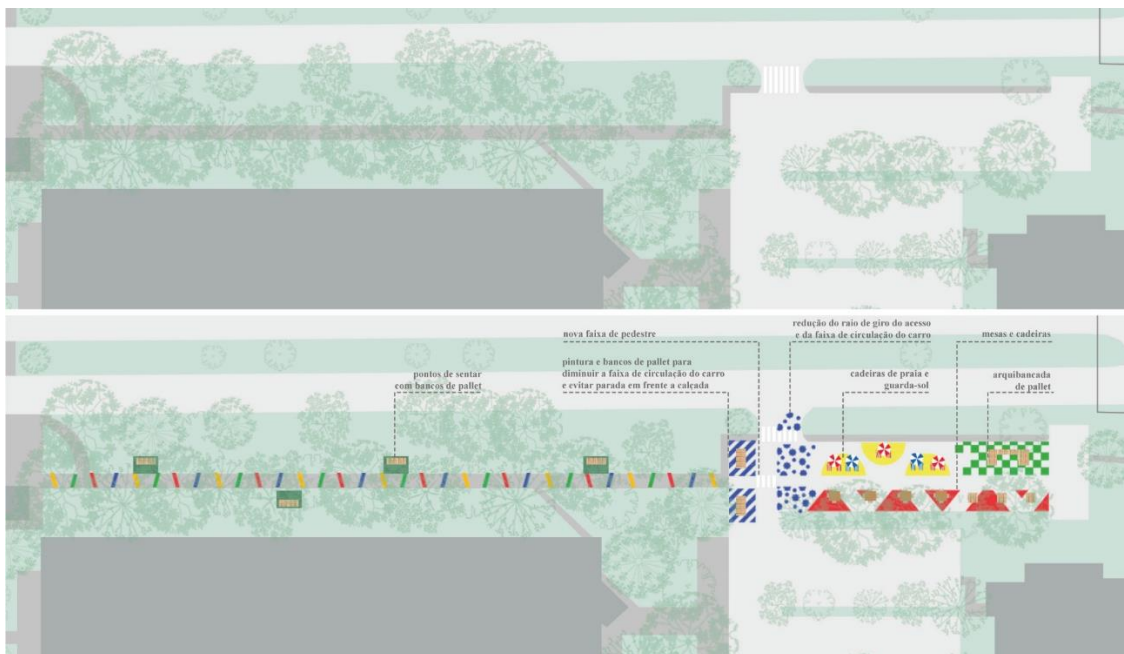 nova faixa de pedestre
redução do raio de giro do acesso
e da faixa de circulação do carro
mesas e cadeiras
pontos de sentar
com bancos de pallet
pintura e bancos de pallet para
diminuir a faixa de circulação do carro
e evitar parada em frente a calçada
cadeiras de praia e
guarda-sol
arquibancada
de pallet